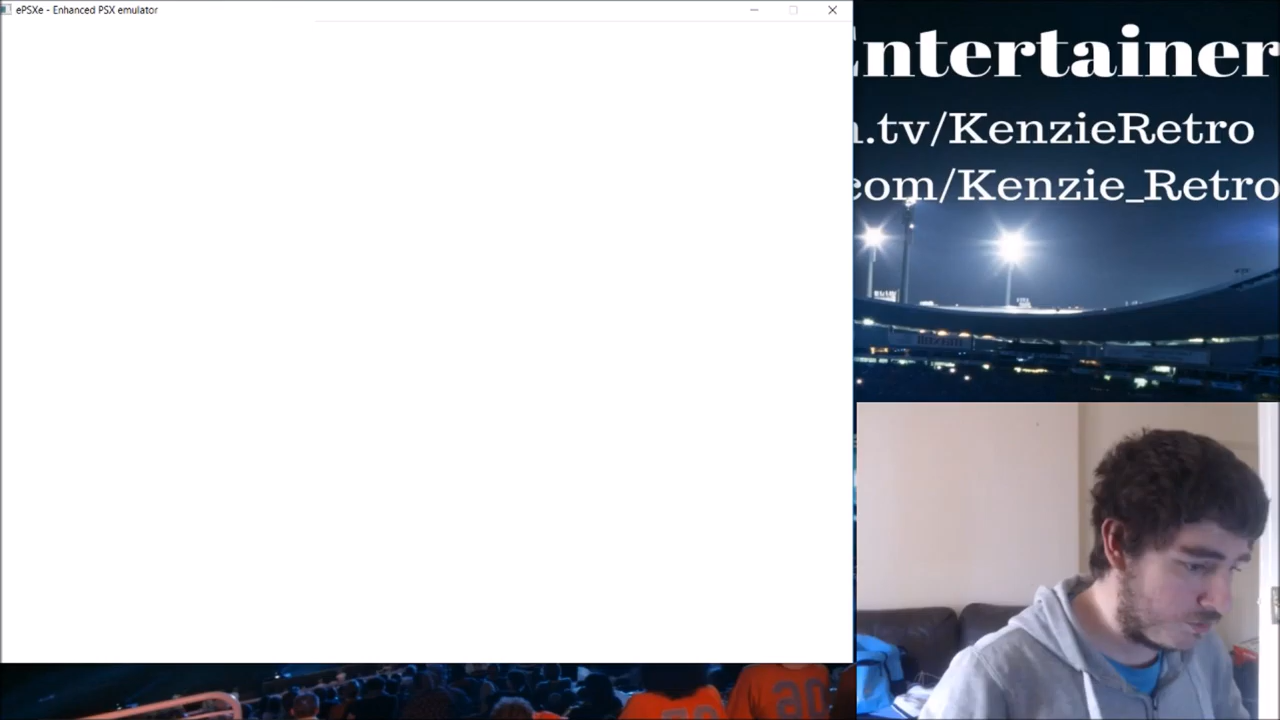 ePSXe - Enhanced PSX emulator
Entertainer
.tv/KenzieRetro
com/Kenzie_Retro